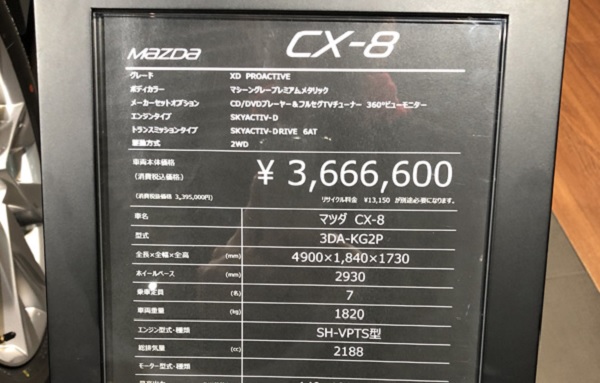 mazda CX-8
グレード XD PROACTIVE
ボディカラー マシーングレープレミアムメタリック
メーカーセットオプション CD/DVDプレーヤー&フルセグTVチューナー 360°ビューモニター
エンジンタイプ SKYACTIV-D
トランスミッションタイプ SKYACTIV-DRIVE 6AT
駆動方式 2WD
車両本体価格
(消費税込価格) ¥ 3,666,600
(消費税抜価格 3,395,000円) リサイクル料金 ¥13,150 が別途必要になります。
車名 マツダ CX-8
型式 3DA-KG2P
全長×全幅×全高 (mm) 4900×1,840×1730
ホイールベース (mm) 2930
乗車定員 (名) 7
車両重量 (kg) 1820
エンジン型式・種類 SH-VPTS型
総排気量 (cc) 2188
モーター型式・種類